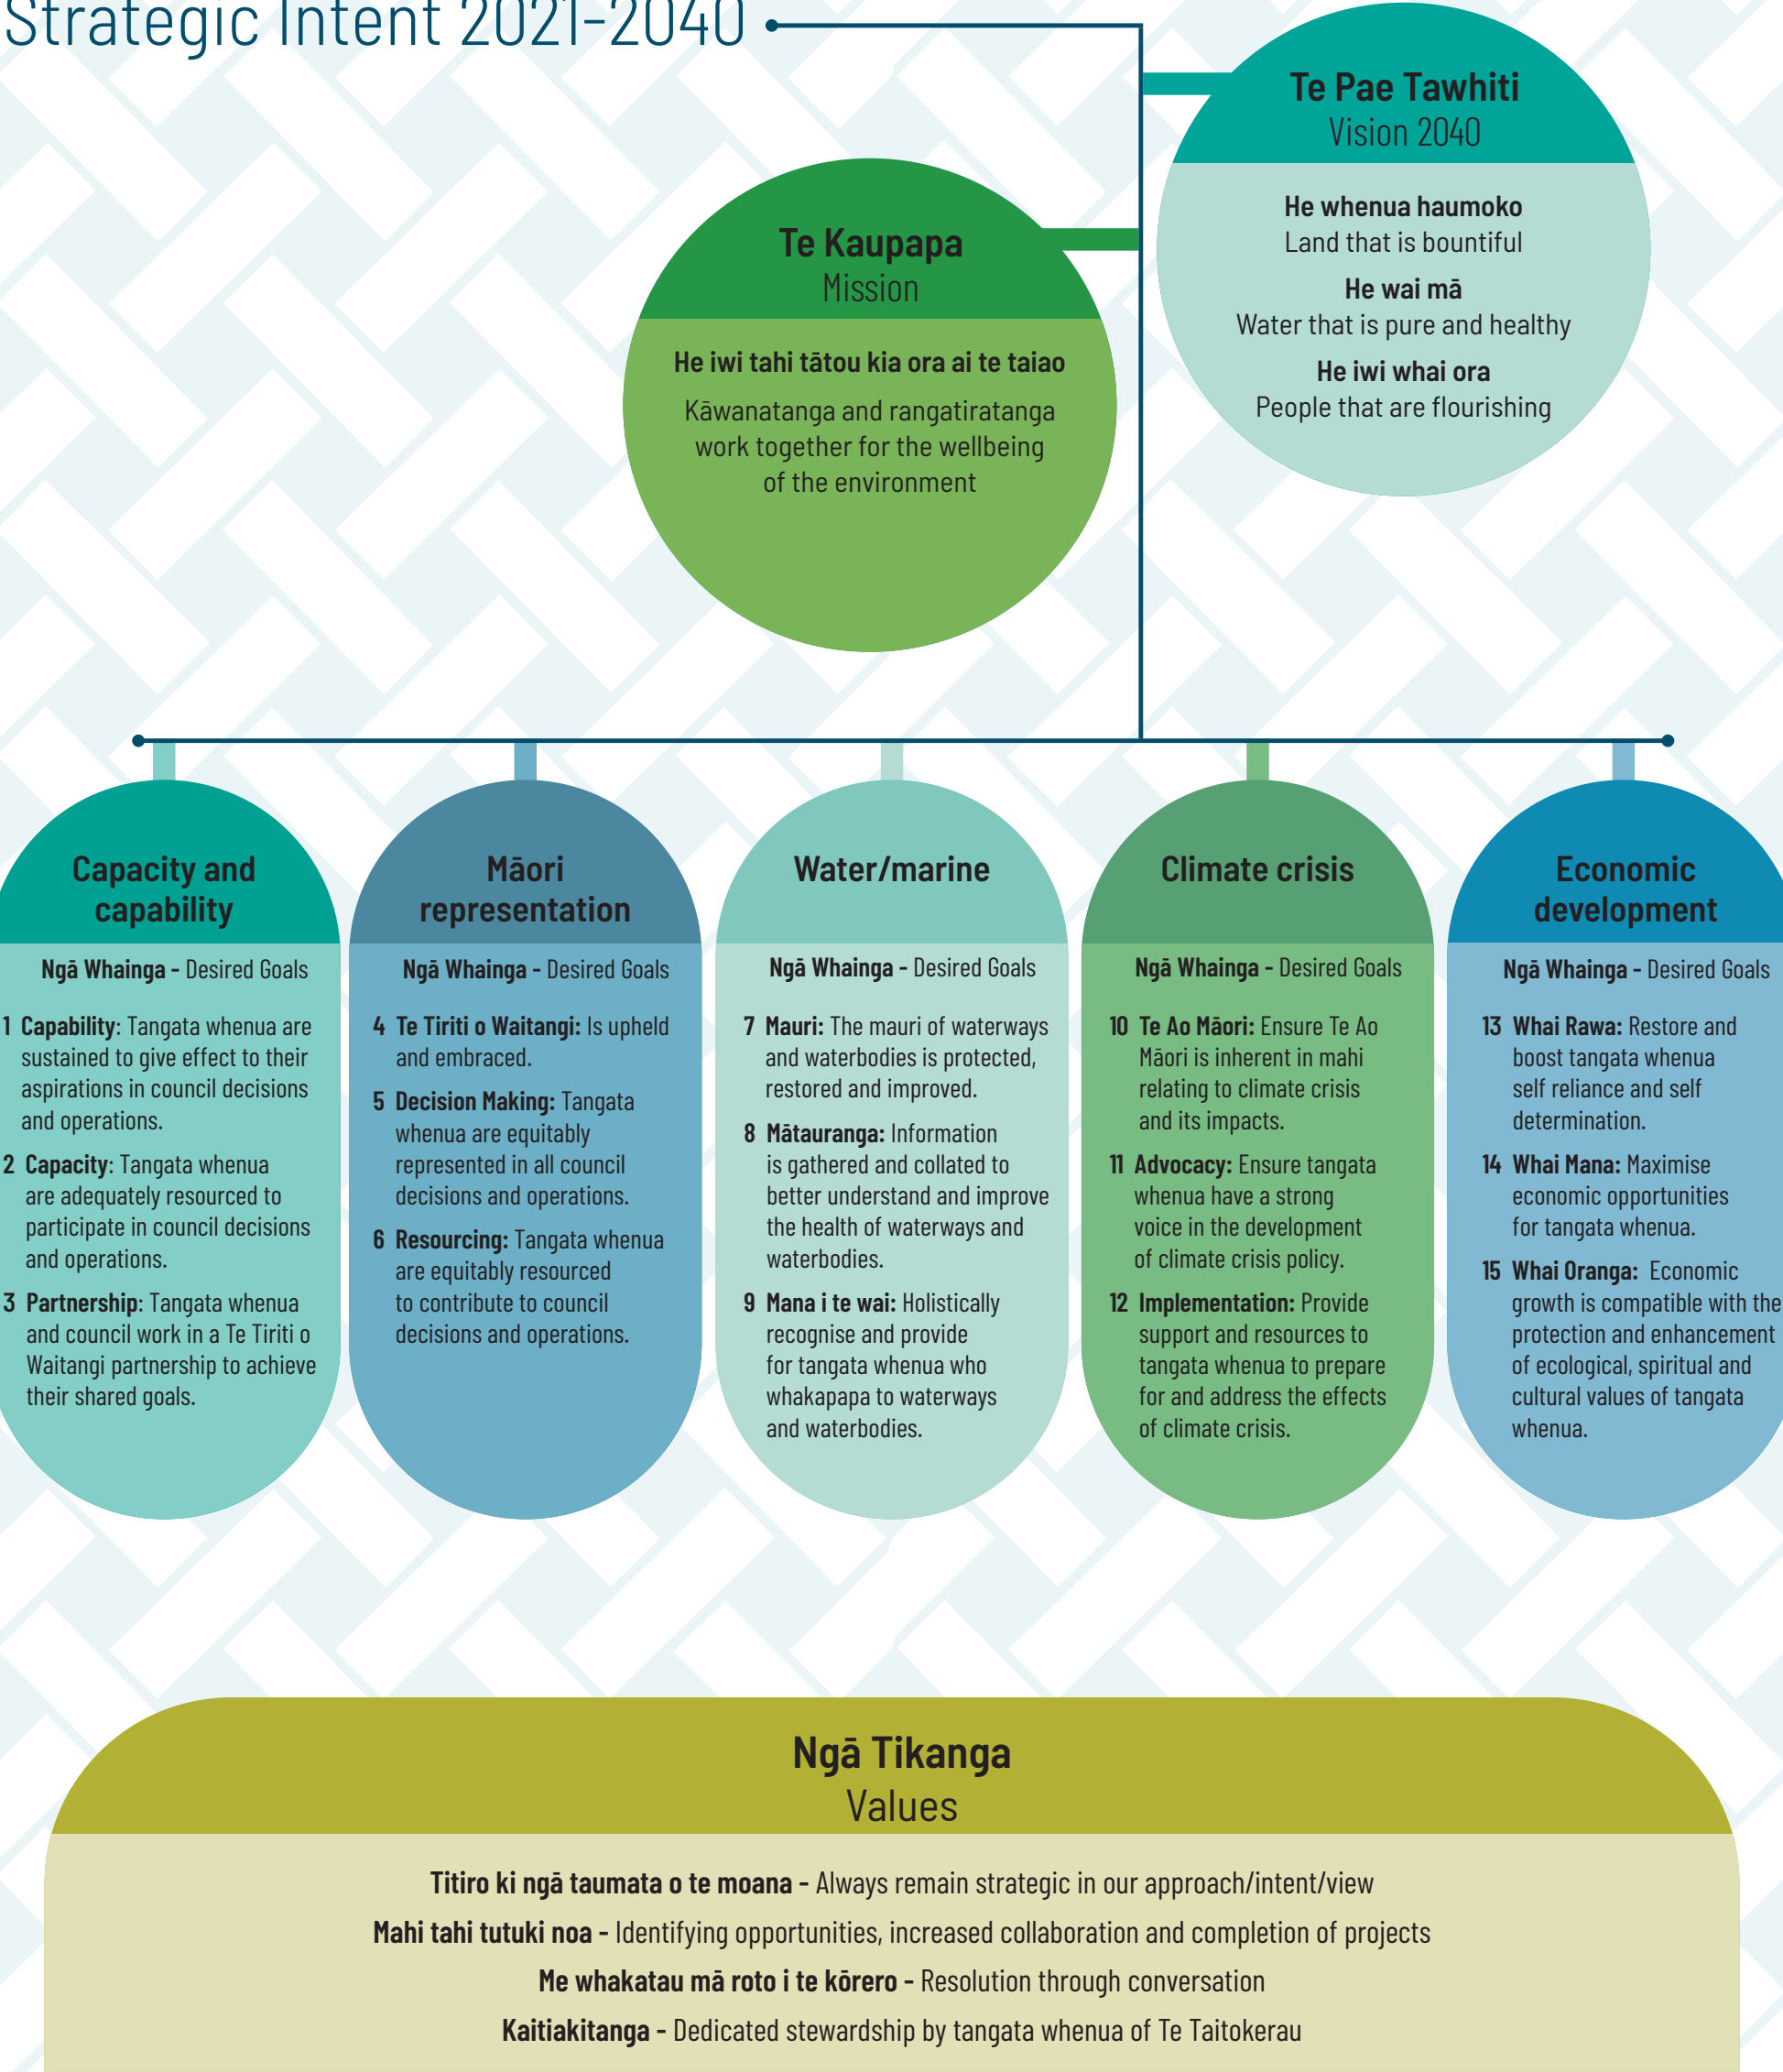 Strategic Intent 2021-2040
Te Pae Tawhiti
Vision 2040
He whenua haumoko
Land that is bountiful
He wai mā
Water that is pure and healthy
He iwi whai ora
People that are flourishing
Te Kaupapa
Mission
He iwi tahi tātou kia ora ai te taiao
Kāwanatanga and rangatiratanga
work together for the wellbeing
of the environment
Capacity and
capability
Ngā Whainga - Desired Goals
1 Capability: Tangata whenua are
sustained to give effect to their
aspirations in council decisions
and operations.
2 Capacity: Tangata whenua
are adequately resourced to
participate in council decisions
and operations.
3 Partnership: Tangata whenua
and council work in a Te Tiriti o
Waitangi partnership to achieve
their shared goals.
Māori
representation
Ngā Whainga - Desired Goals
4 Te Tiriti o Waitangi: Is upheld
and embraced.
5 Decision Making: Tangata
whenua are equitably
represented in all council
decisions and operations.
6 Resourcing: Tangata whenua
are equitably resourced
to contribute to council
decisions and operations.
Water/marine
Ngā Whainga - Desired Goals
7 Mauri: The mauri of waterways
and waterbodies is protected,
restored and improved.
8 Mātauranga: Information
is gathered and collated to
better understand and improve
the health of waterways and
waterbodies.
9 Mana i te wai: Holistically
recognise and provide
for tangata whenua who
whakapapa to waterways
and waterbodies.
Climate crisis
Ngā Whainga - Desired Goals
10 Te Ao Māori: Ensure Te Ao
Māori is inherent in mahi
relating to climate crisis
and its impacts.
11 Advocacy: Ensure tangata
whenua have a strong
voice in the development
of climate crisis policy.
12 Implementation: Provide
support and resources to
tangata whenua to prepare
for and address the effects
of climate crisis.
Economic
development
Ngā Whainga - Desired Goals
13 Whai Rawa: Restore and
boost tangata whenua
self reliance and self
determination.
14 Whai Mana: Maximise
economic opportunities
for tangata whenua.
15 Whai Oranga: Economic
growth is compatible with the
protection and enhancement
of ecological, spiritual and
cultural values of tangata
whenua.
Ngā Tikanga
Values
Titiro ki ngā taumata o te moana - Always remain strategic in our approach/intent/view
Mahi tahi tutuki noa - Identifying opportunities, increased collaboration and completion of projects
Me whakatau mā roto i te kōrero - Resolution through conversation
Kaitiakitanga - Dedicated stewardship by tangata whenua of Te Taitokerau